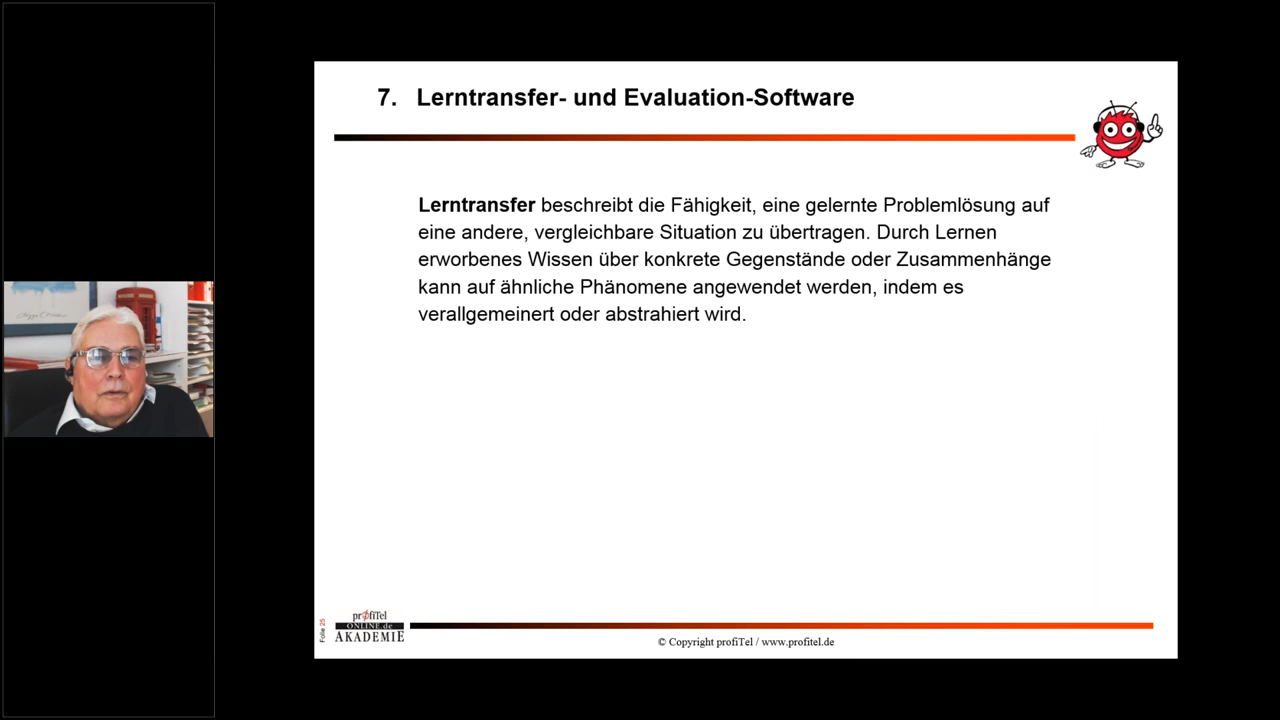 7. Lerntransfer- und Evaluation-Software
Lerntransfer beschreibt die Fähigkeit, eine gelernte Problemlösung auf
eine andere, vergleichbare Situation zu übertragen. Durch Lernen
erworbenes Wissen über konkrete Gegenstände oder Zusammenhänge
kann auf ähnliche Phänomene angewendet werden, indem es
verallgemeinert oder abstrahiert wird.
Folie 25
profiTel
ONLINE.de
AKADEMIE
© Copyright profiTel / www.profitel.de